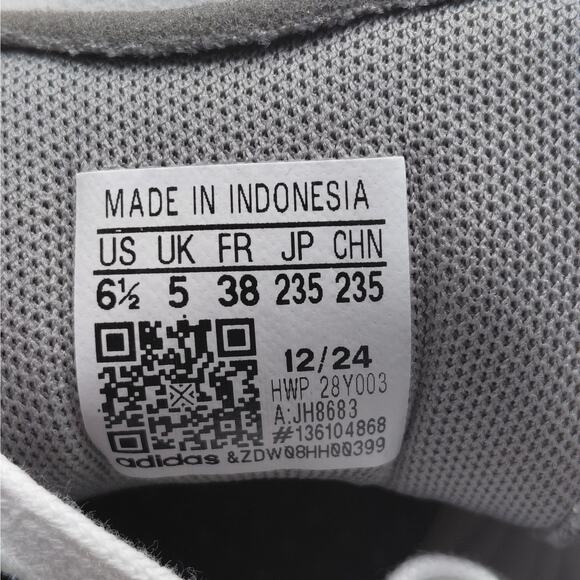 MADE IN INDONESIA
US UK FR JP CHN
6½ 5 38 235 235
12/24
HWP 28Y003
A:JH8683
#136104868
adidas &ZDW08HH00399